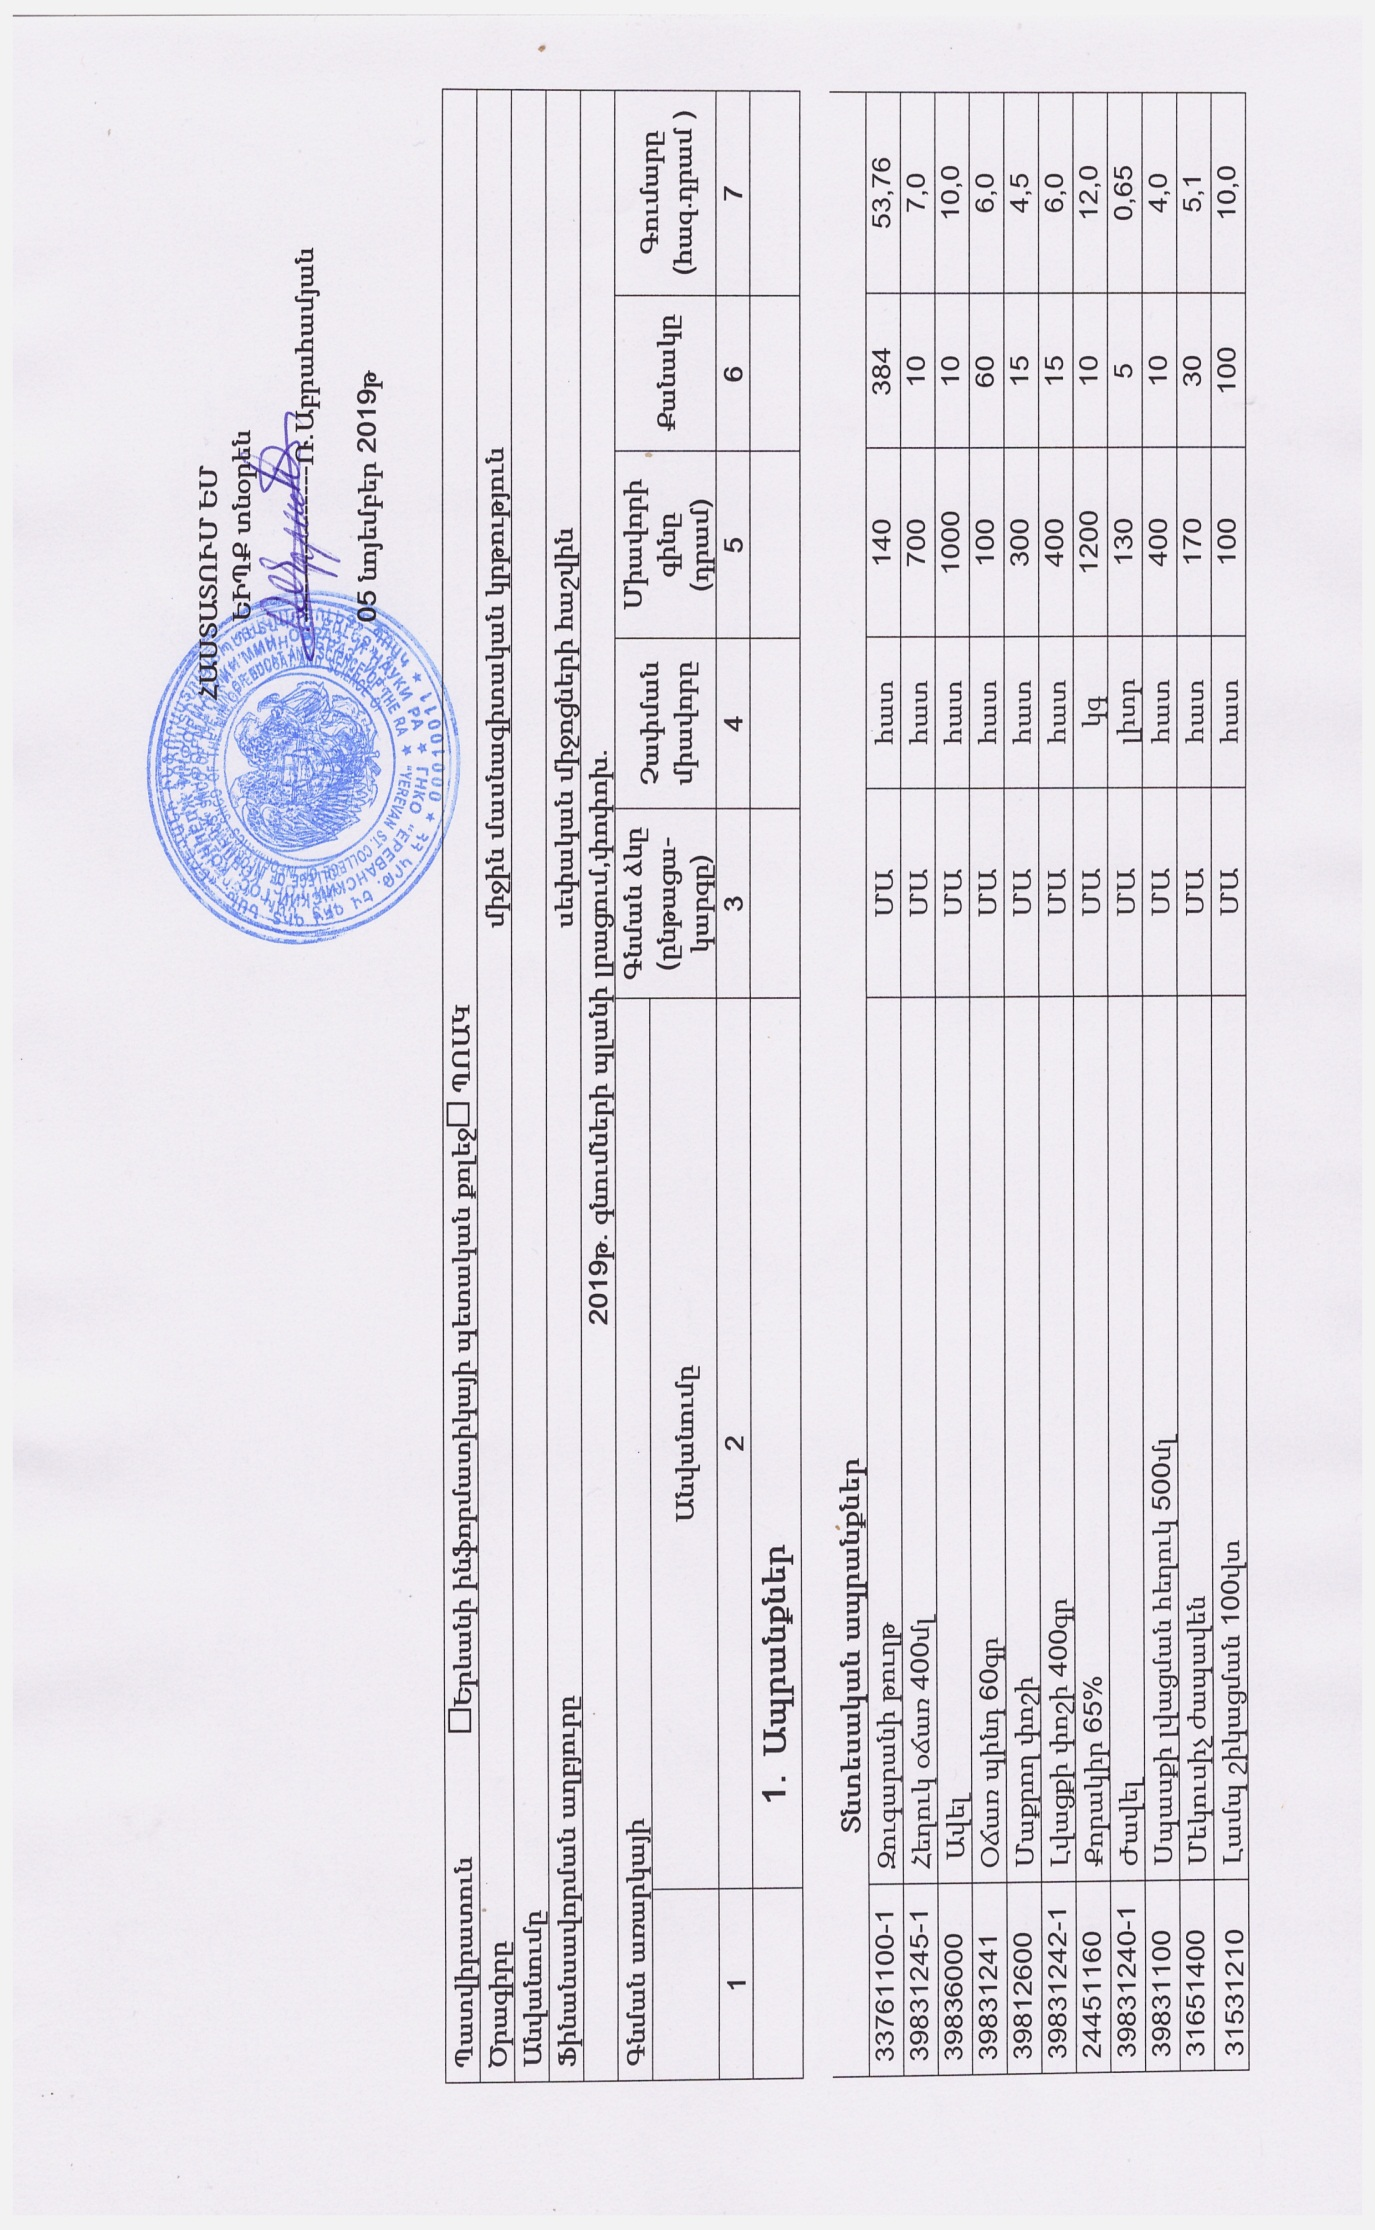 ՀԱՍՏԱՏՈՒՄ ԵՄ
ԵԻՊՔ տնօրեն
Ռ.Աբրահամյան
05 նոյեմբեր 2019թ
Պատվիրատուն □Երևանի ինֆորմատիկայի պետական քոլեջ□ ՊՈԱԿ
Ծրագիրը միջին մասնագիտական կրթություն
Անվանումը
Ֆինանսավորման աղբյուրը սեփական միջոցների հաշվին
2019թ. գնումների պլանի լրացում,փոփոխ.
Գնման առարկայի Գնման ձևը (ընթացա-կարգը) Չափման միավորը Միավորի գինը (դրամ) Քանակը Գումարը (հազ.դրամ )
Անվանումը
1 2 3 4 5 6 7
1. Ապրանքներ
Տնտեսական ապրանքներ
33761100-1 Զուգարանի թուղթ ՄԱ հատ 140 384 53,76
39831245-1 Հեղուկ օճառ 400մլ ՄԱ հատ 700 10 7,0
39836000 Ավել ՄԱ հատ 1000 10 10,0
39831241 Օճառ պինդ 60գր ՄԱ հատ 100 60 6,0
39812600 Մաքրող փոշի ՄԱ հատ 300 15 4,5
39831242-1 Լվացքի փոշի 400գր ՄԱ հատ 400 15 6,0
24451160 Քորակիր 65% ՄԱ կգ 1200 10 12,0
39831240-1 Ժավել ՄԱ լիտր 130 5 0,65
39831100 Սպասքի լվացման հեղուկ 500մլ ՄԱ հատ 400 10 4,0
31651400 Մեկուսիչ ժապավեն ՄԱ հատ 170 30 5,1
31531210 Լամպ շիկացման 100վտ ՄԱ հատ 100 100 10,0